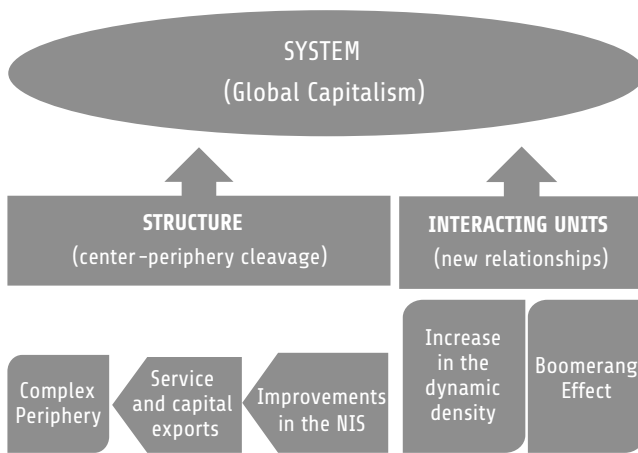 SYSTEM
(Global Capitalism)
STRUCTURE
(center-periphery cleavage)
INTERACTING UNITS
(new relationships)
Complex
Periphery
Service
and capital
exports
Improvements
in the NIS
Increase
in the
dynamic
density
Boomerang
Effect